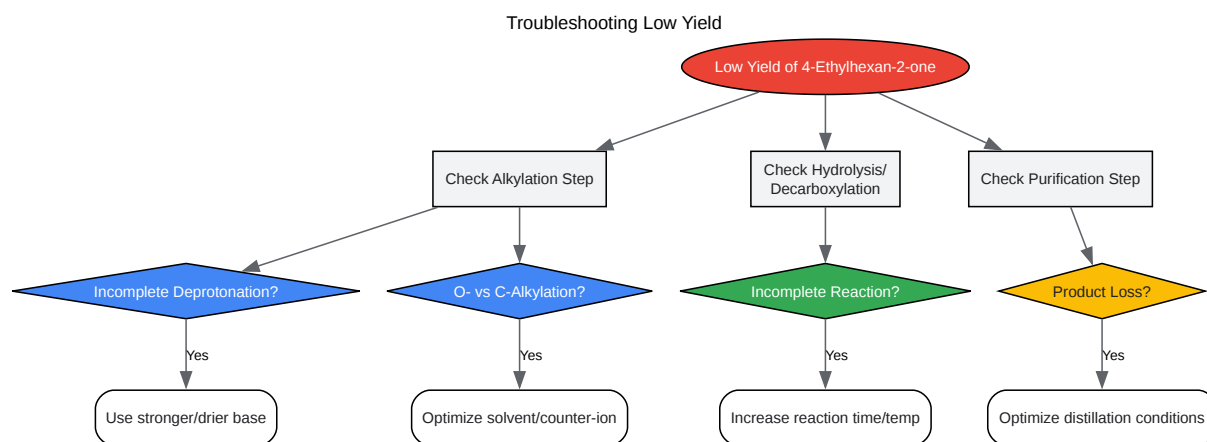 Troubleshooting Low Yield
Low Yield of 4-Ethylhexan-2-one
Check Alkylation Step
Check Hydrolysis/
Decarboxylation
Check Purification Step
Incomplete Deprotonation?
O- vs C-Alkylation?
Incomplete Reaction?
Product Loss?
Yes
Yes
Yes
Yes
Use stronger/drier base
Optimize solvent/counter-ion
Increase reaction time/temp
Optimize distillation conditions